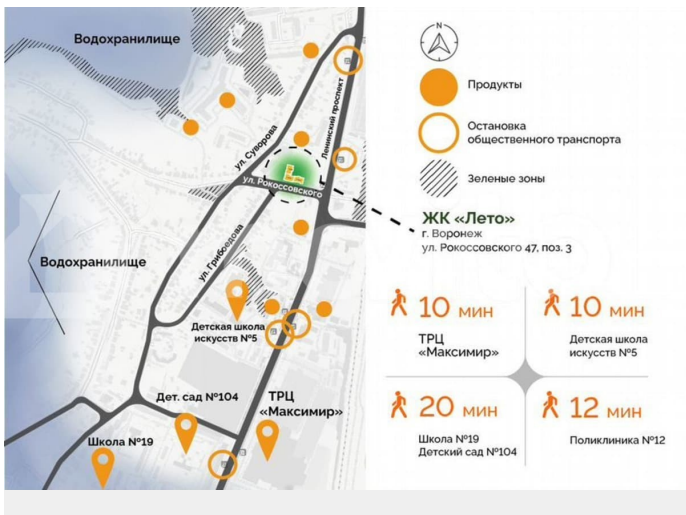 Водохранилище
Ленинский проспект
ул. Суворова
ул. Рокоссовского
ул. Грибоедова
Водохранилище
Детская школа
искусств №5
Дет. сад №104
ТРЦ
«Максимир»
Школа №19
N
Продукты
Остановка
общественного транспорта
Зеленые зоны
ЖК «Лето»
г. Воронеж
ул. Рокоссовского 47, поз. 3
10 мин
ТРЦ
«Максимир»
10 мин
Детская школа
искусств №5
20 мин
Школа №19
Детский сад №104
12 мин
Поликлиника №12